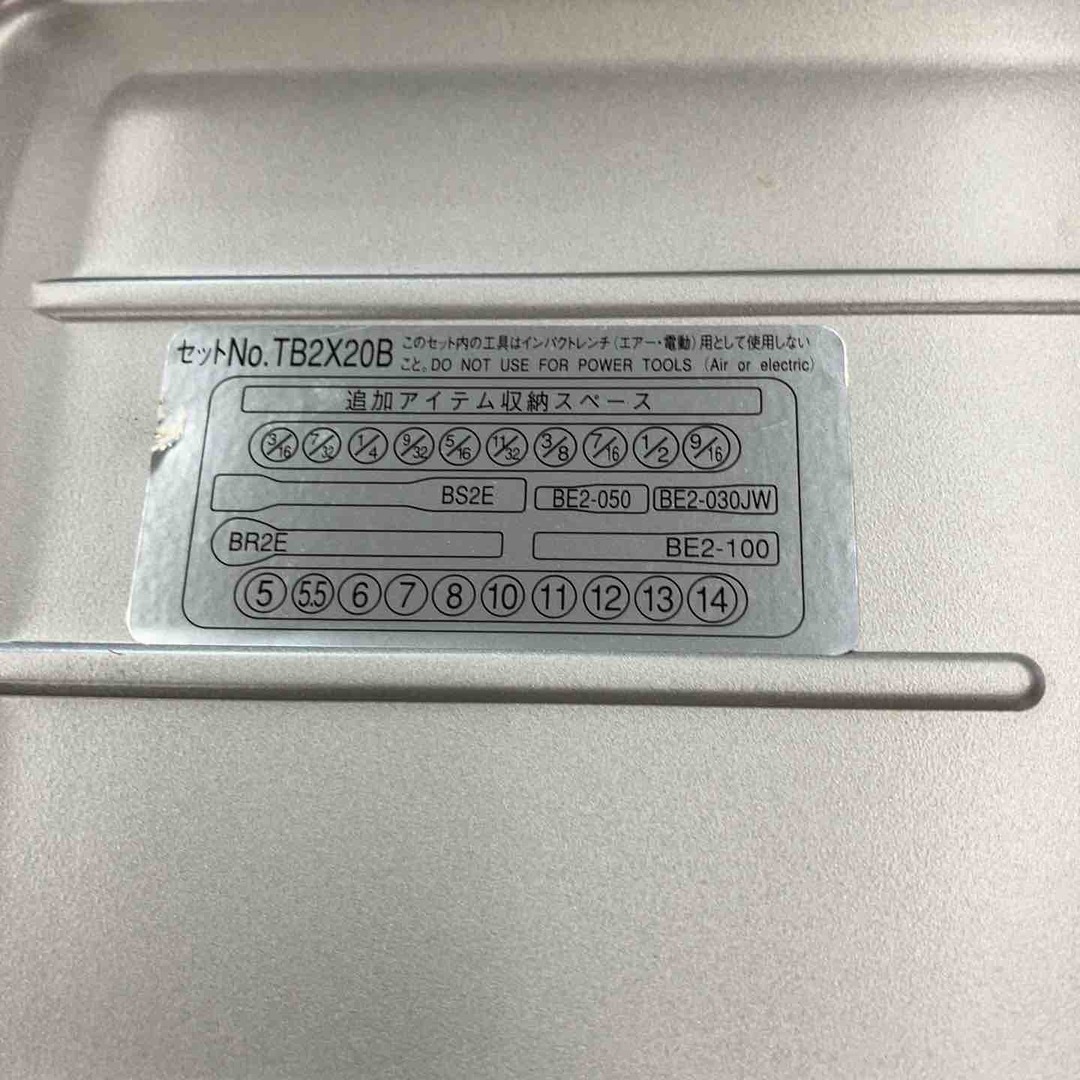 セットNo.TB2X20B
このセット内の工具はインパクトレンチ(エアー・電動)用として使用しない
こと。DO NOT USE FOR POWER TOOLS (Air or electric)
追加アイテム収納スペース
3/16 7/32 1/4 9/32 5/16 11/32 3/8 7/16 1/2 9/16
BS2E BE2-050 BE2-030JW
BR2E BE2-100
5 5.5 6 7 8 10 11 12 13 14